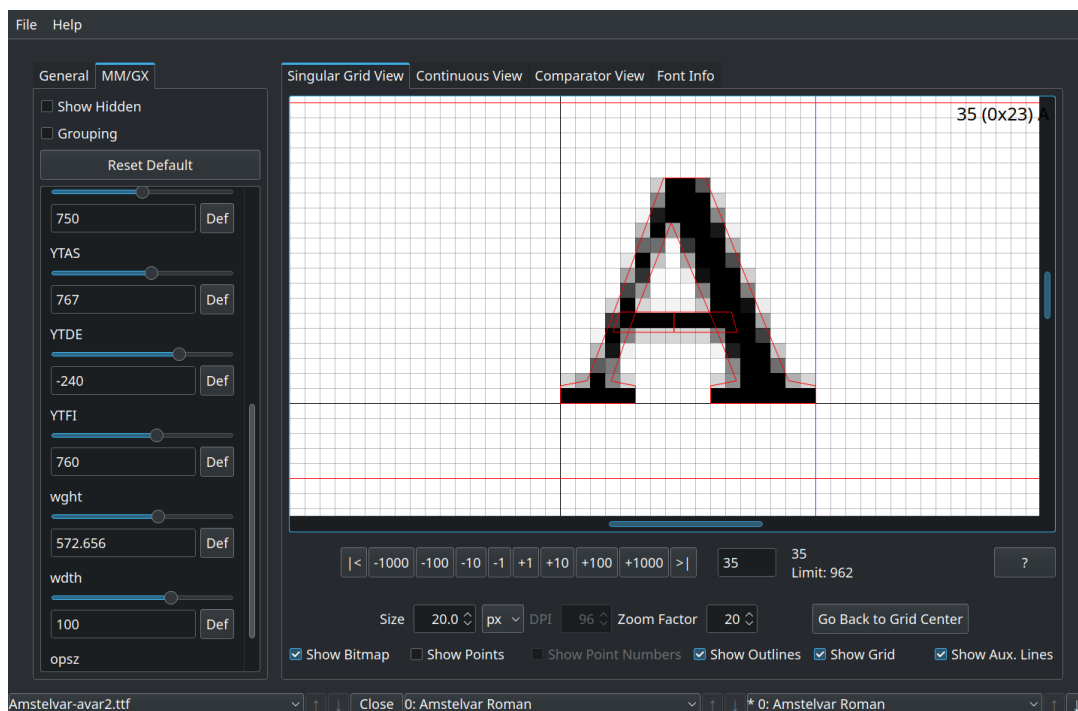 File Help
General MM/GX
Show Hidden
Grouping
Reset Default
750 Def
YTAS
767 Def
YTDE
-240 Def
YTFI
760 Def
wght
572.656 Def
wdth
100 Def
opsz
Singular Grid View Continuous View Comparator View Font Info
35 (0x23) A
A
|< -1000 -100 -10 -1 +1 +10 +100 +1000 >| 35 35 ?
Limit: 962
Size 20.0 px DPI 96 Zoom Factor 20 Go Back to Grid Center
Show Bitmap Show Points Show Point Numbers Show Outlines Show Grid Show Aux. Lines
Amstelvar-avar2.ttf ↑ ↓ Close 0: Amstelvar Roman ↑ ↓ * 0: Amstelvar Roman ↑ ↓